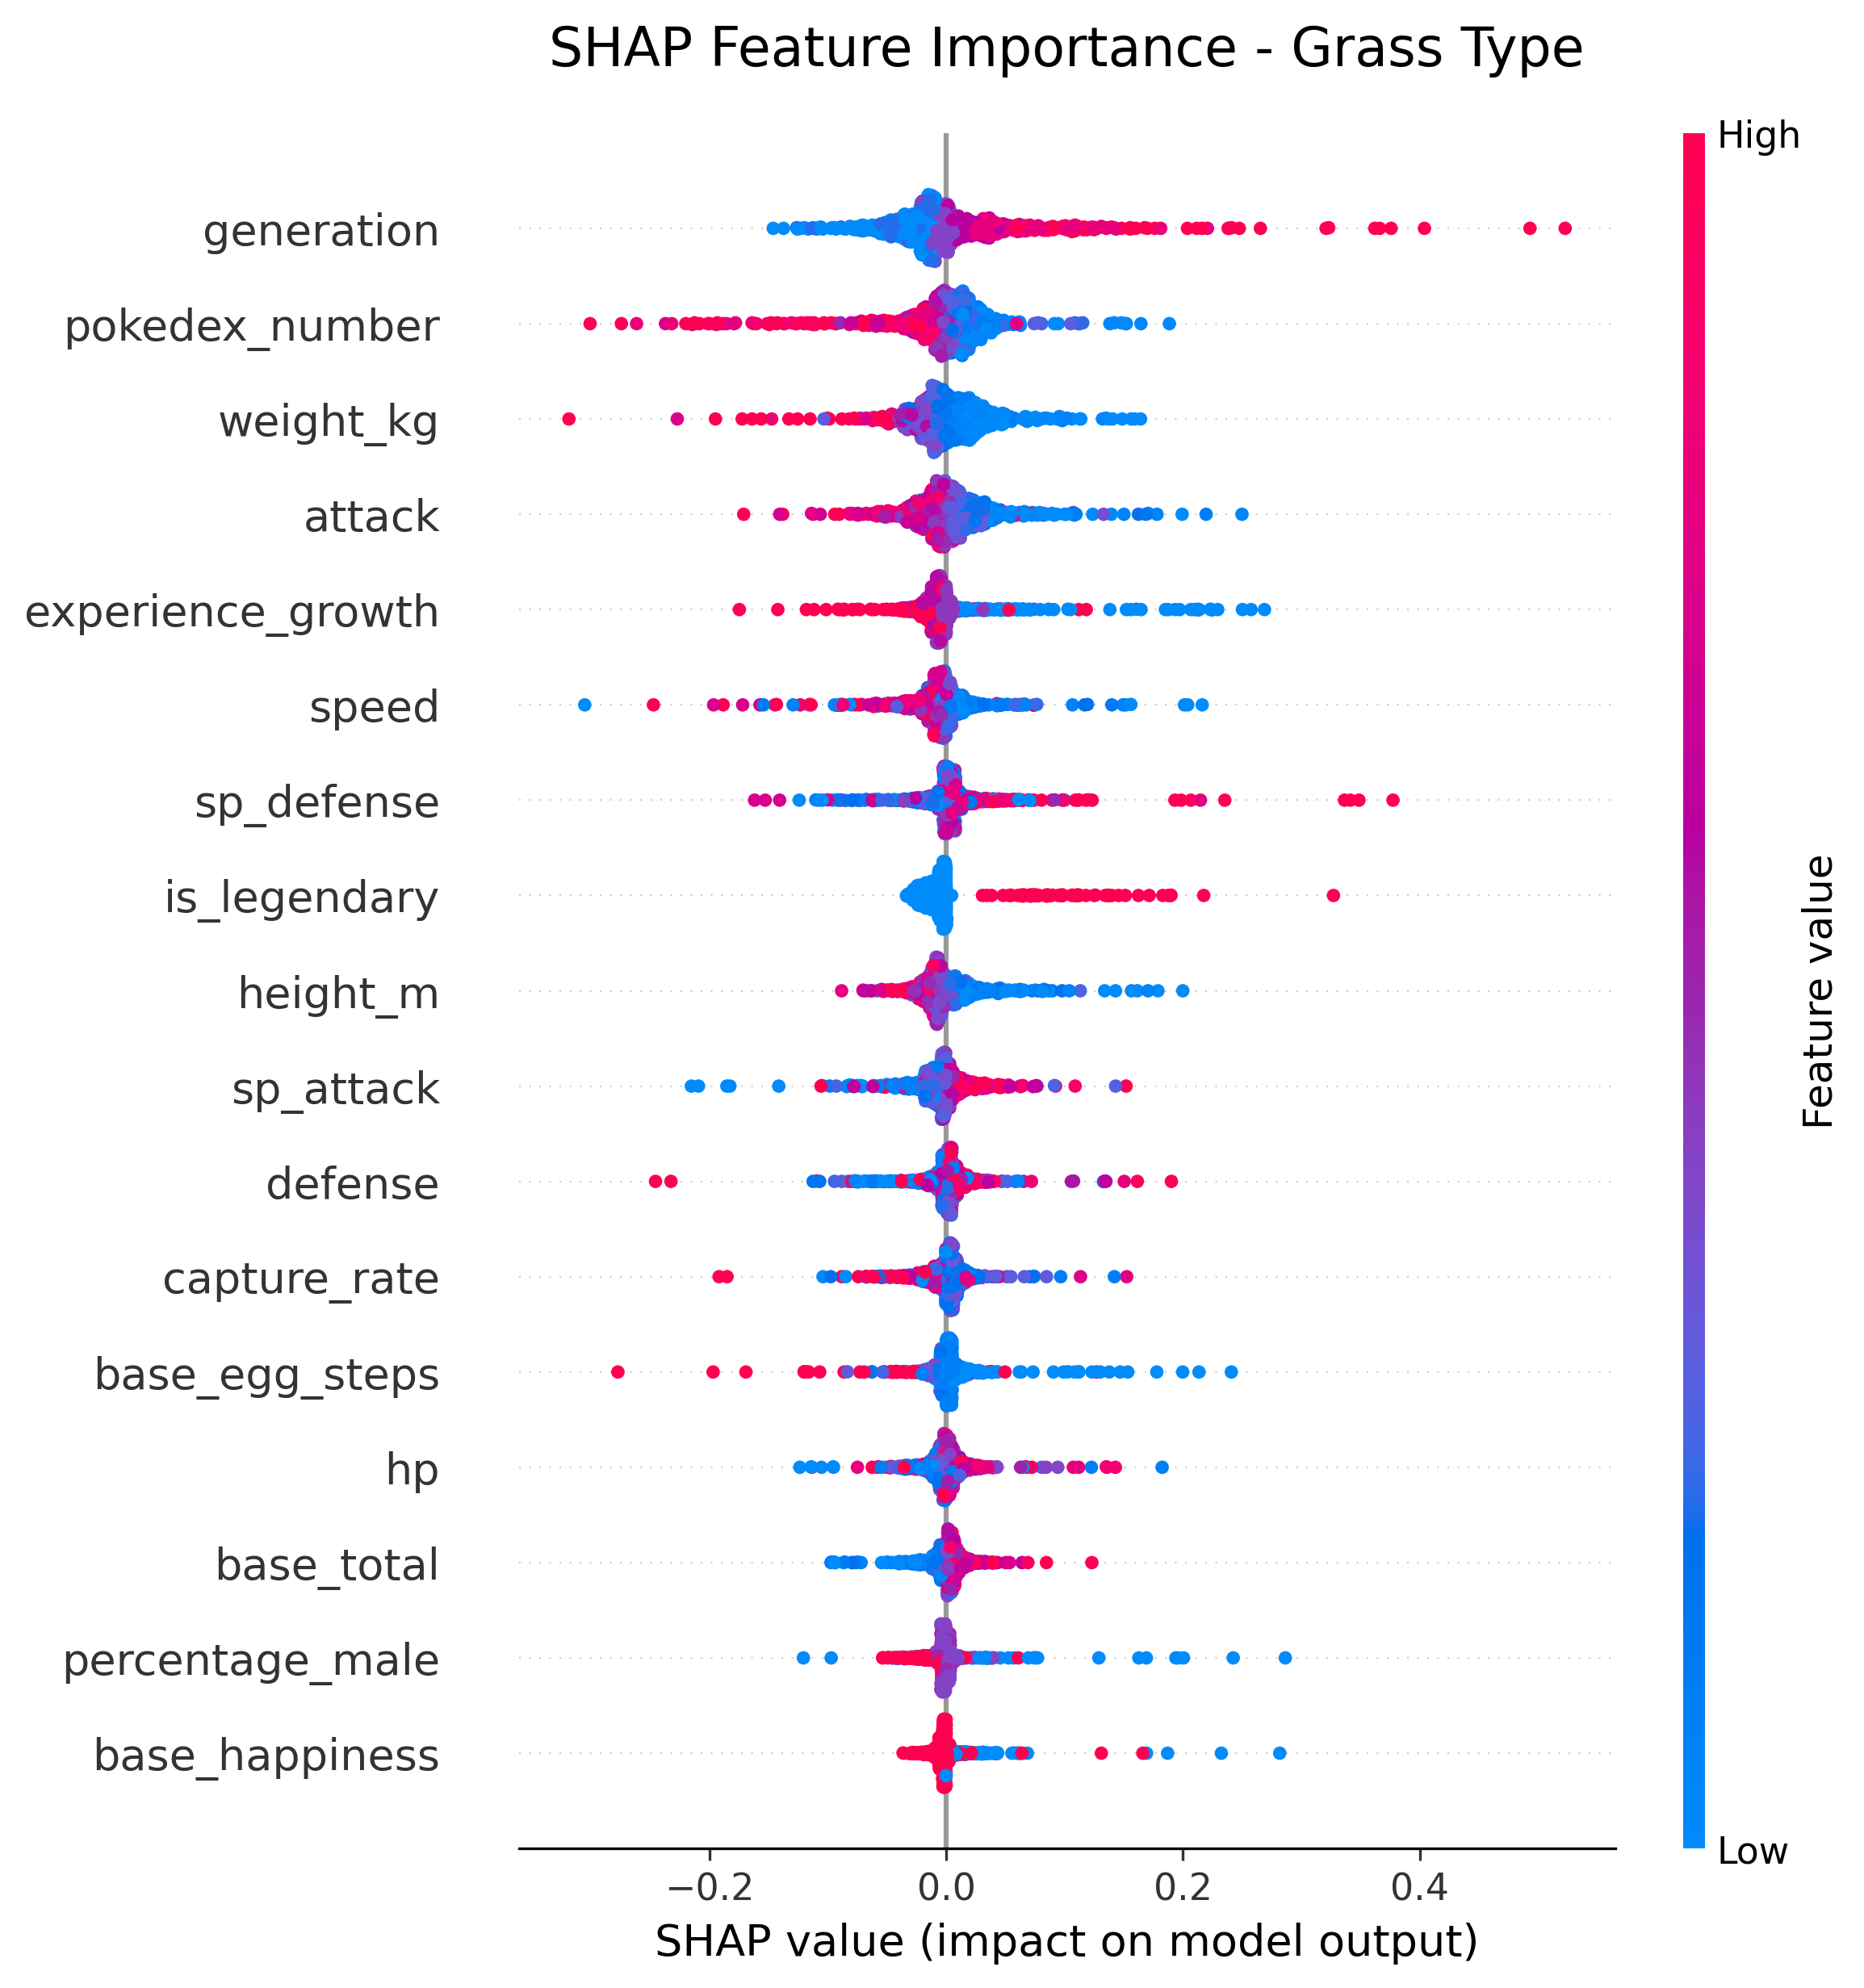 SHAP Feature Importance - Grass Type
High
generation
pokedex_number
weight_kg
attack
experience_growth
speed
sp_defense
is_legendary
height_m
sp_attack
defense
capture_rate
base_egg_steps
hp
base_total
percentage_male
base_happiness
Feature value
Low
−0.2 0.0 0.2 0.4
SHAP value (impact on model output)